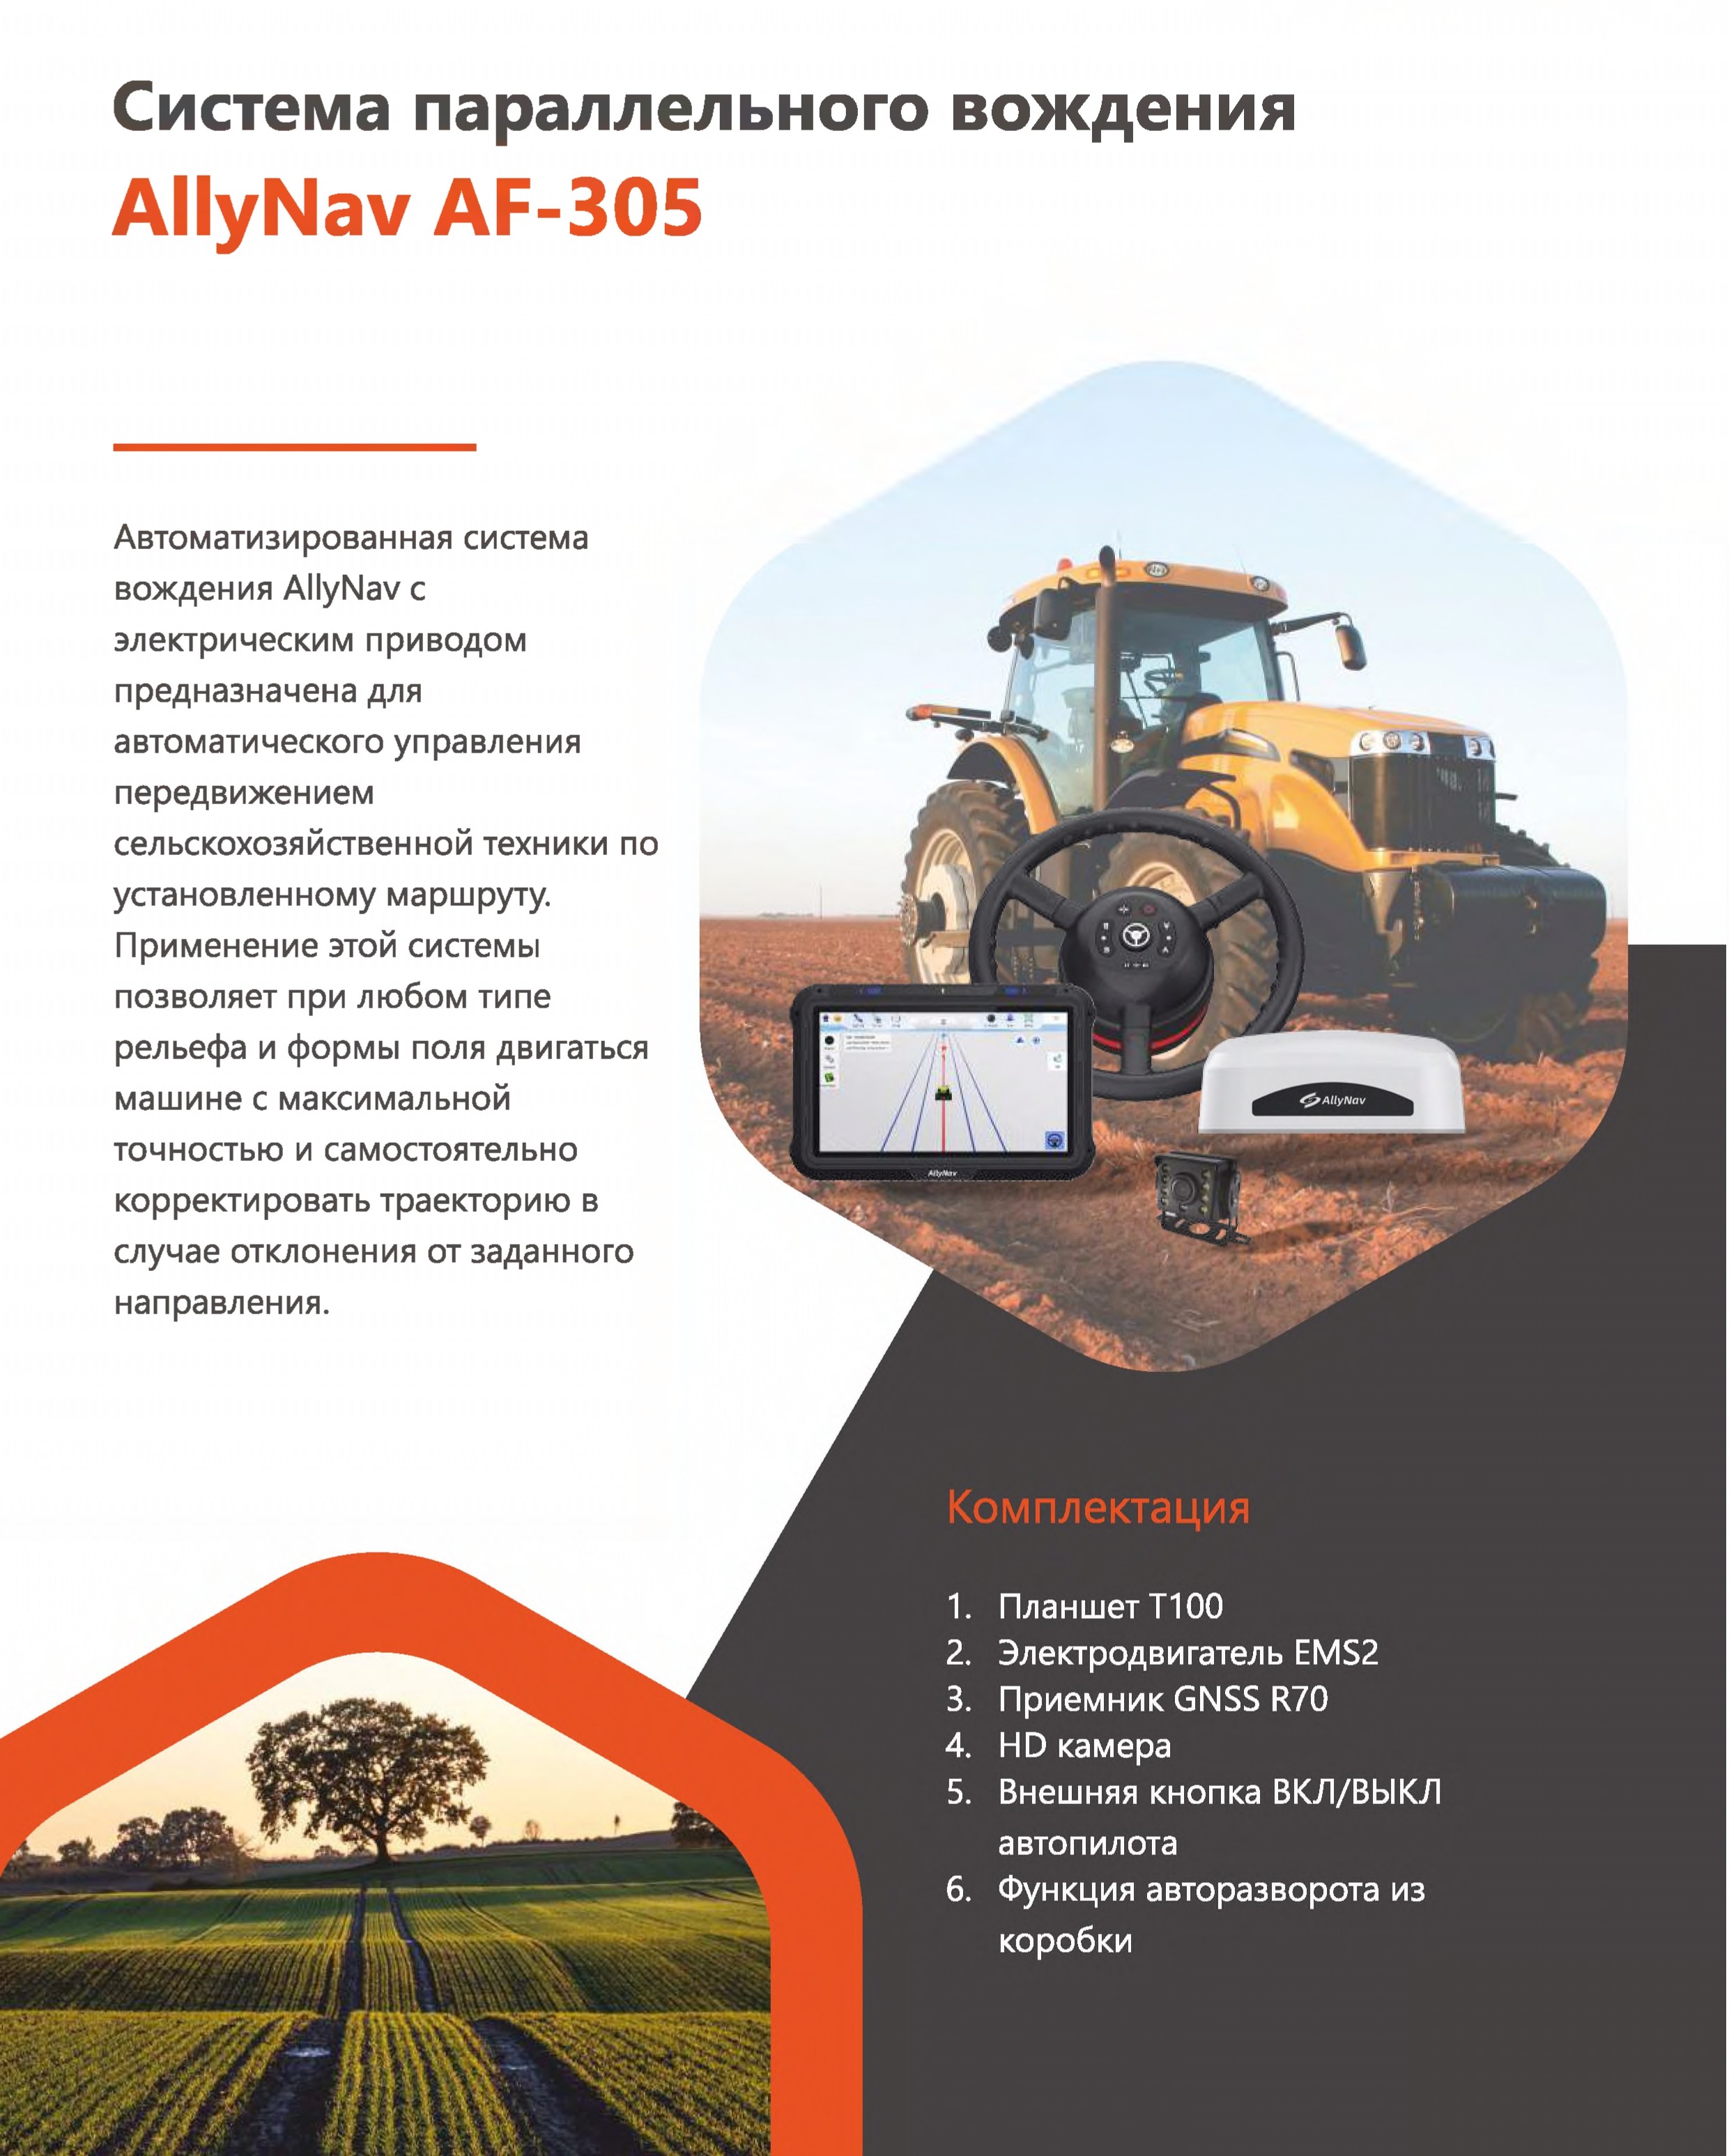 Система параллельного вождения
AllyNav AF-305
Автоматизированная система
вождения AllyNav с
электрическим приводом
предназначена для
автоматического управления
передвижением
сельскохозяйственной техники по
установленному маршруту.
Применение этой системы
позволяет при любом типе
рельефа и формы поля двигаться
машине с максимальной
точностью и самостоятельно
корректировать траекторию в
случае отклонения от заданного
направления.
AllyNav
AllyNav
Комплектация
1. Планшет T100
2. Электродвигатель EMS2
3. Приемник GNSS R70
4. HD камера
5. Внешняя кнопка ВКЛ/ВЫКЛ
автопилота
6. Функция авторазворота из
коробки